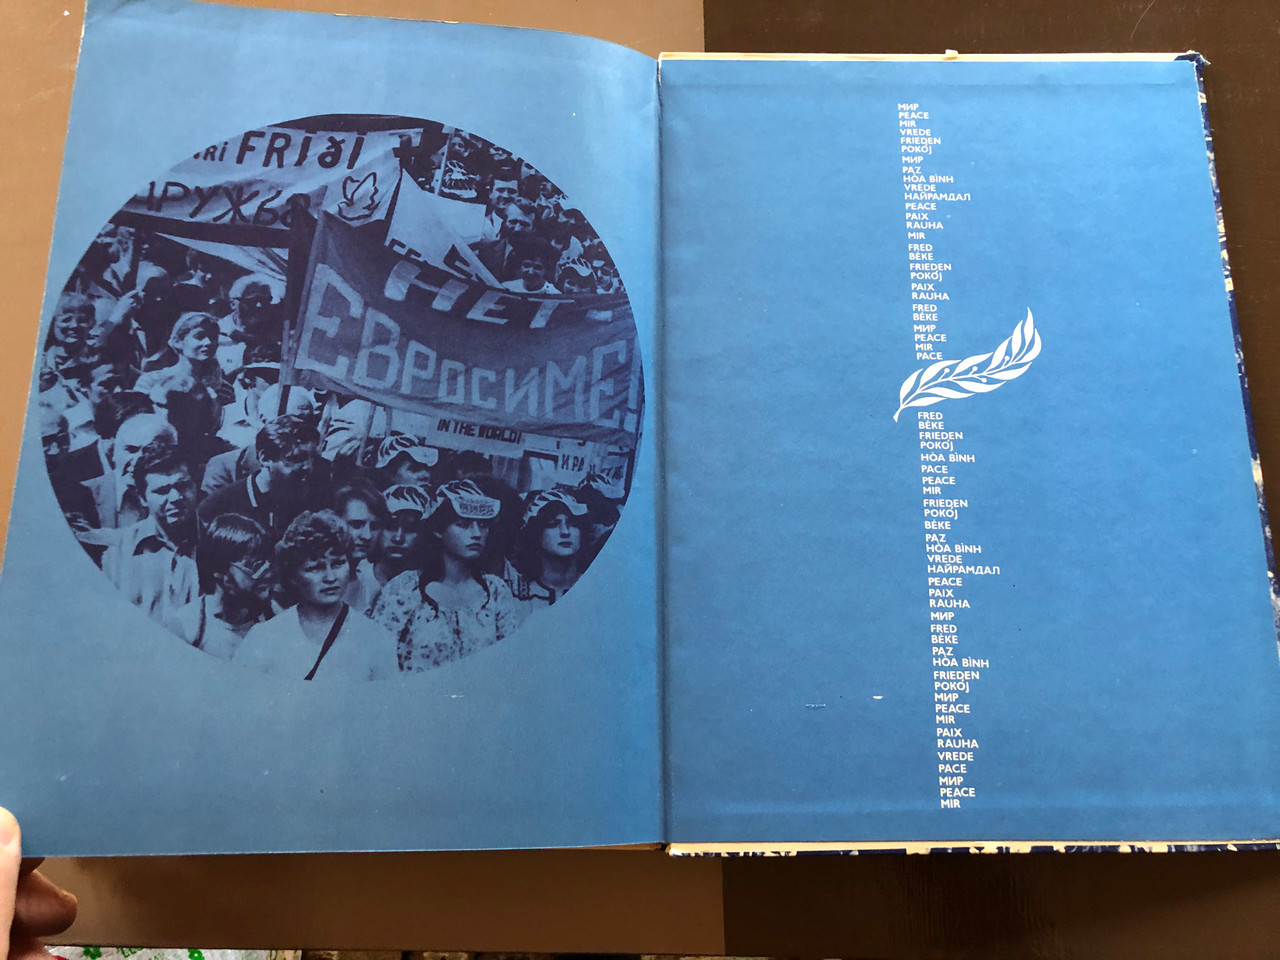 FRIÐI
ДРУЖБА
НЕТ
ЕВРОСИМЕ
IN THE WORLD!
МИР
PEACE
MIR
VREDE
FRIEDEN
POKÓJ
МИР
PAZ
HÒA BÌNH
VREDE
НАЙРАМДАЛ
PEACE
PAIX
RAUHA
MIR
FRED
BÉKE
FRIEDEN
POKÓJ
PAIX
RAUHA
FRED
BÉKE
МИР
PEACE
MIR
PACE
FRED
BÉKE
FRIEDEN
POKÓJ
HÒA BÌNH
PACE
PEACE
MIR
FRIEDEN
POKÓJ
BÉKE
PAZ
HÒA BÌNH
VREDE
НАЙРАМДАЛ
PEACE
PAIX
RAUHA
МИР
FRED
BÉKE
PAZ
HÒA BÌNH
FRIEDEN
POKÓJ
МИР
PEACE
MIR
PAIX
RAUHA
VREDE
PACE
МИР
PEACE
MIR